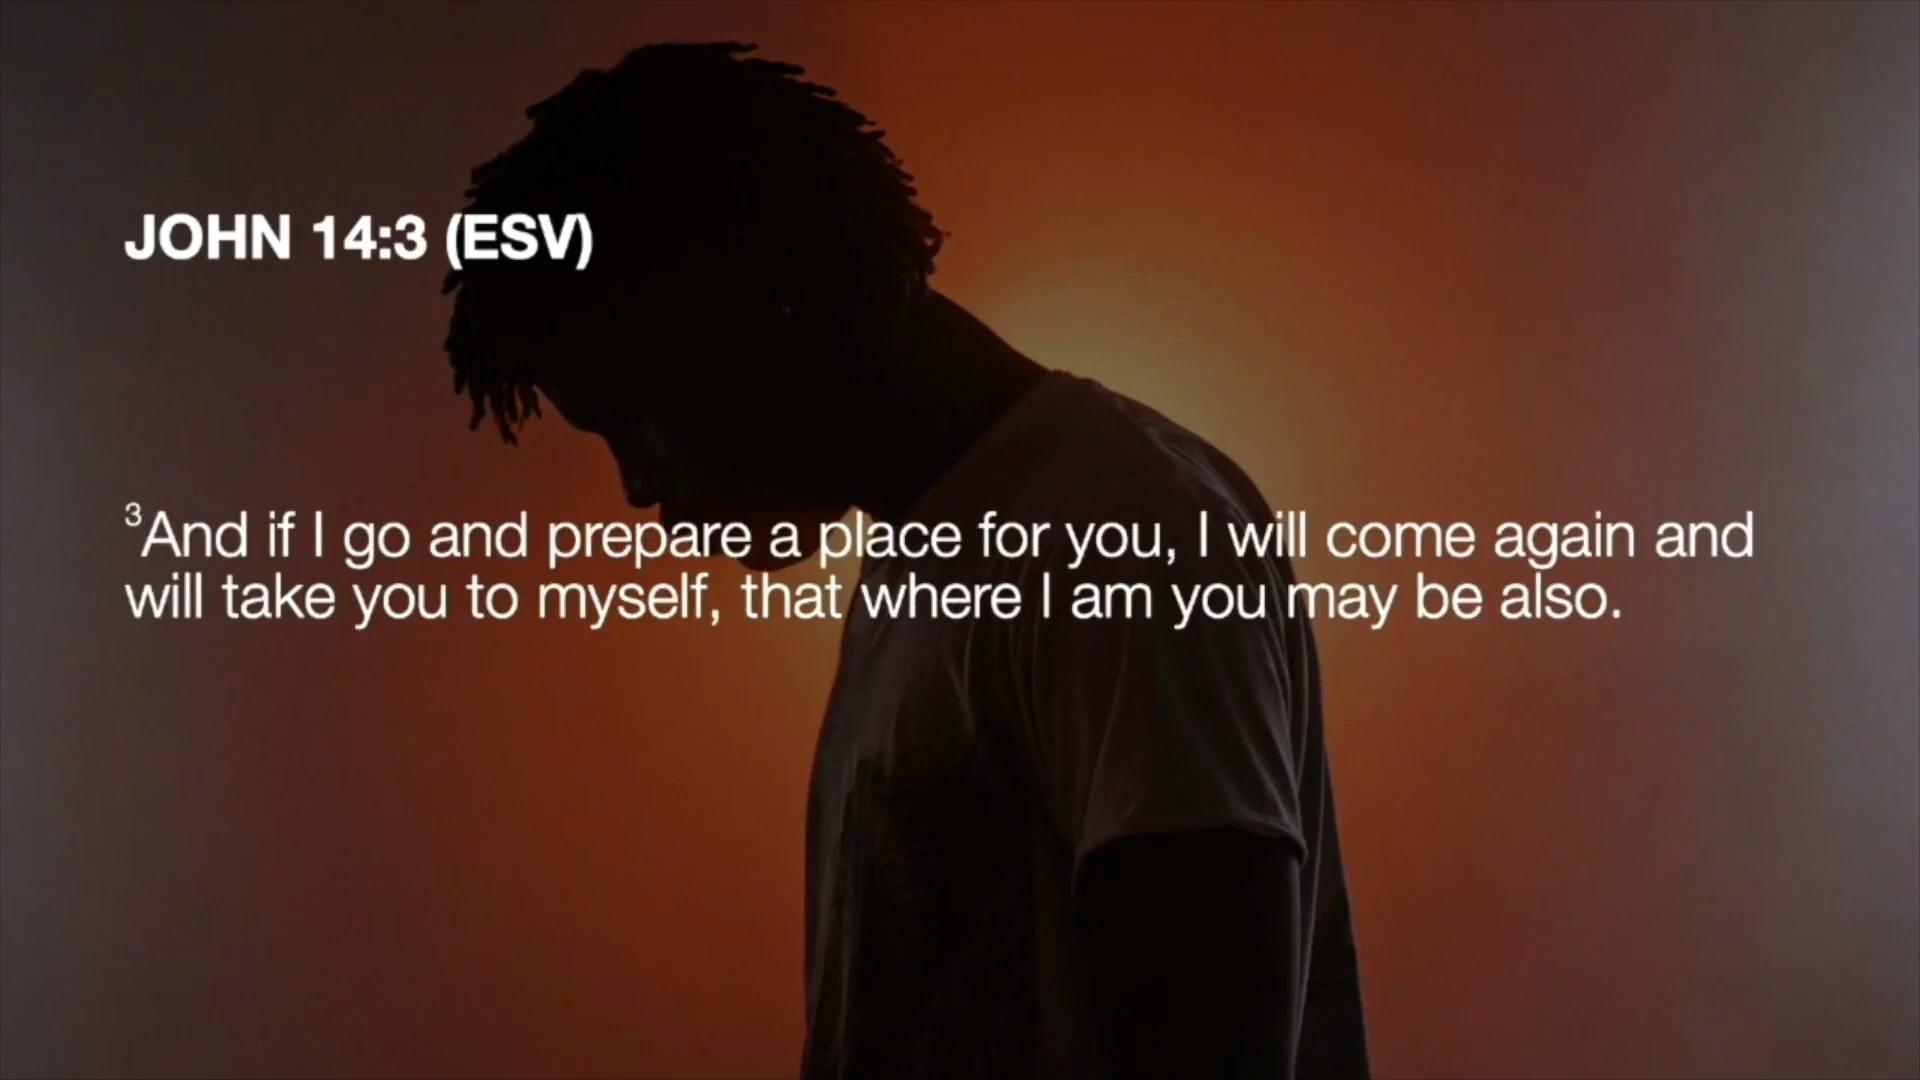 JOHN 14:3 (ESV)
³And if I go and prepare a place for you, I will come again and
will take you to myself, that where I am you may be also.